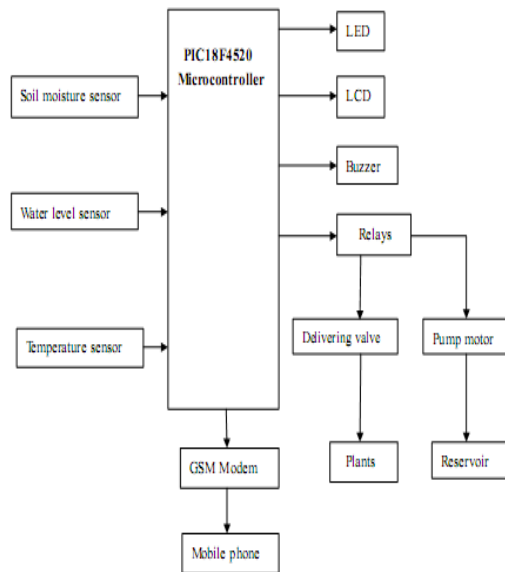 PIC18F4520
Microcontroller
LED
Soil moisture sensor
LCD
Buzzer
Water level sensor
Relays
Temperature sensor
Delivering valve
Pump motor
GSM Modem
Plants
Reservoir
Mobile phone